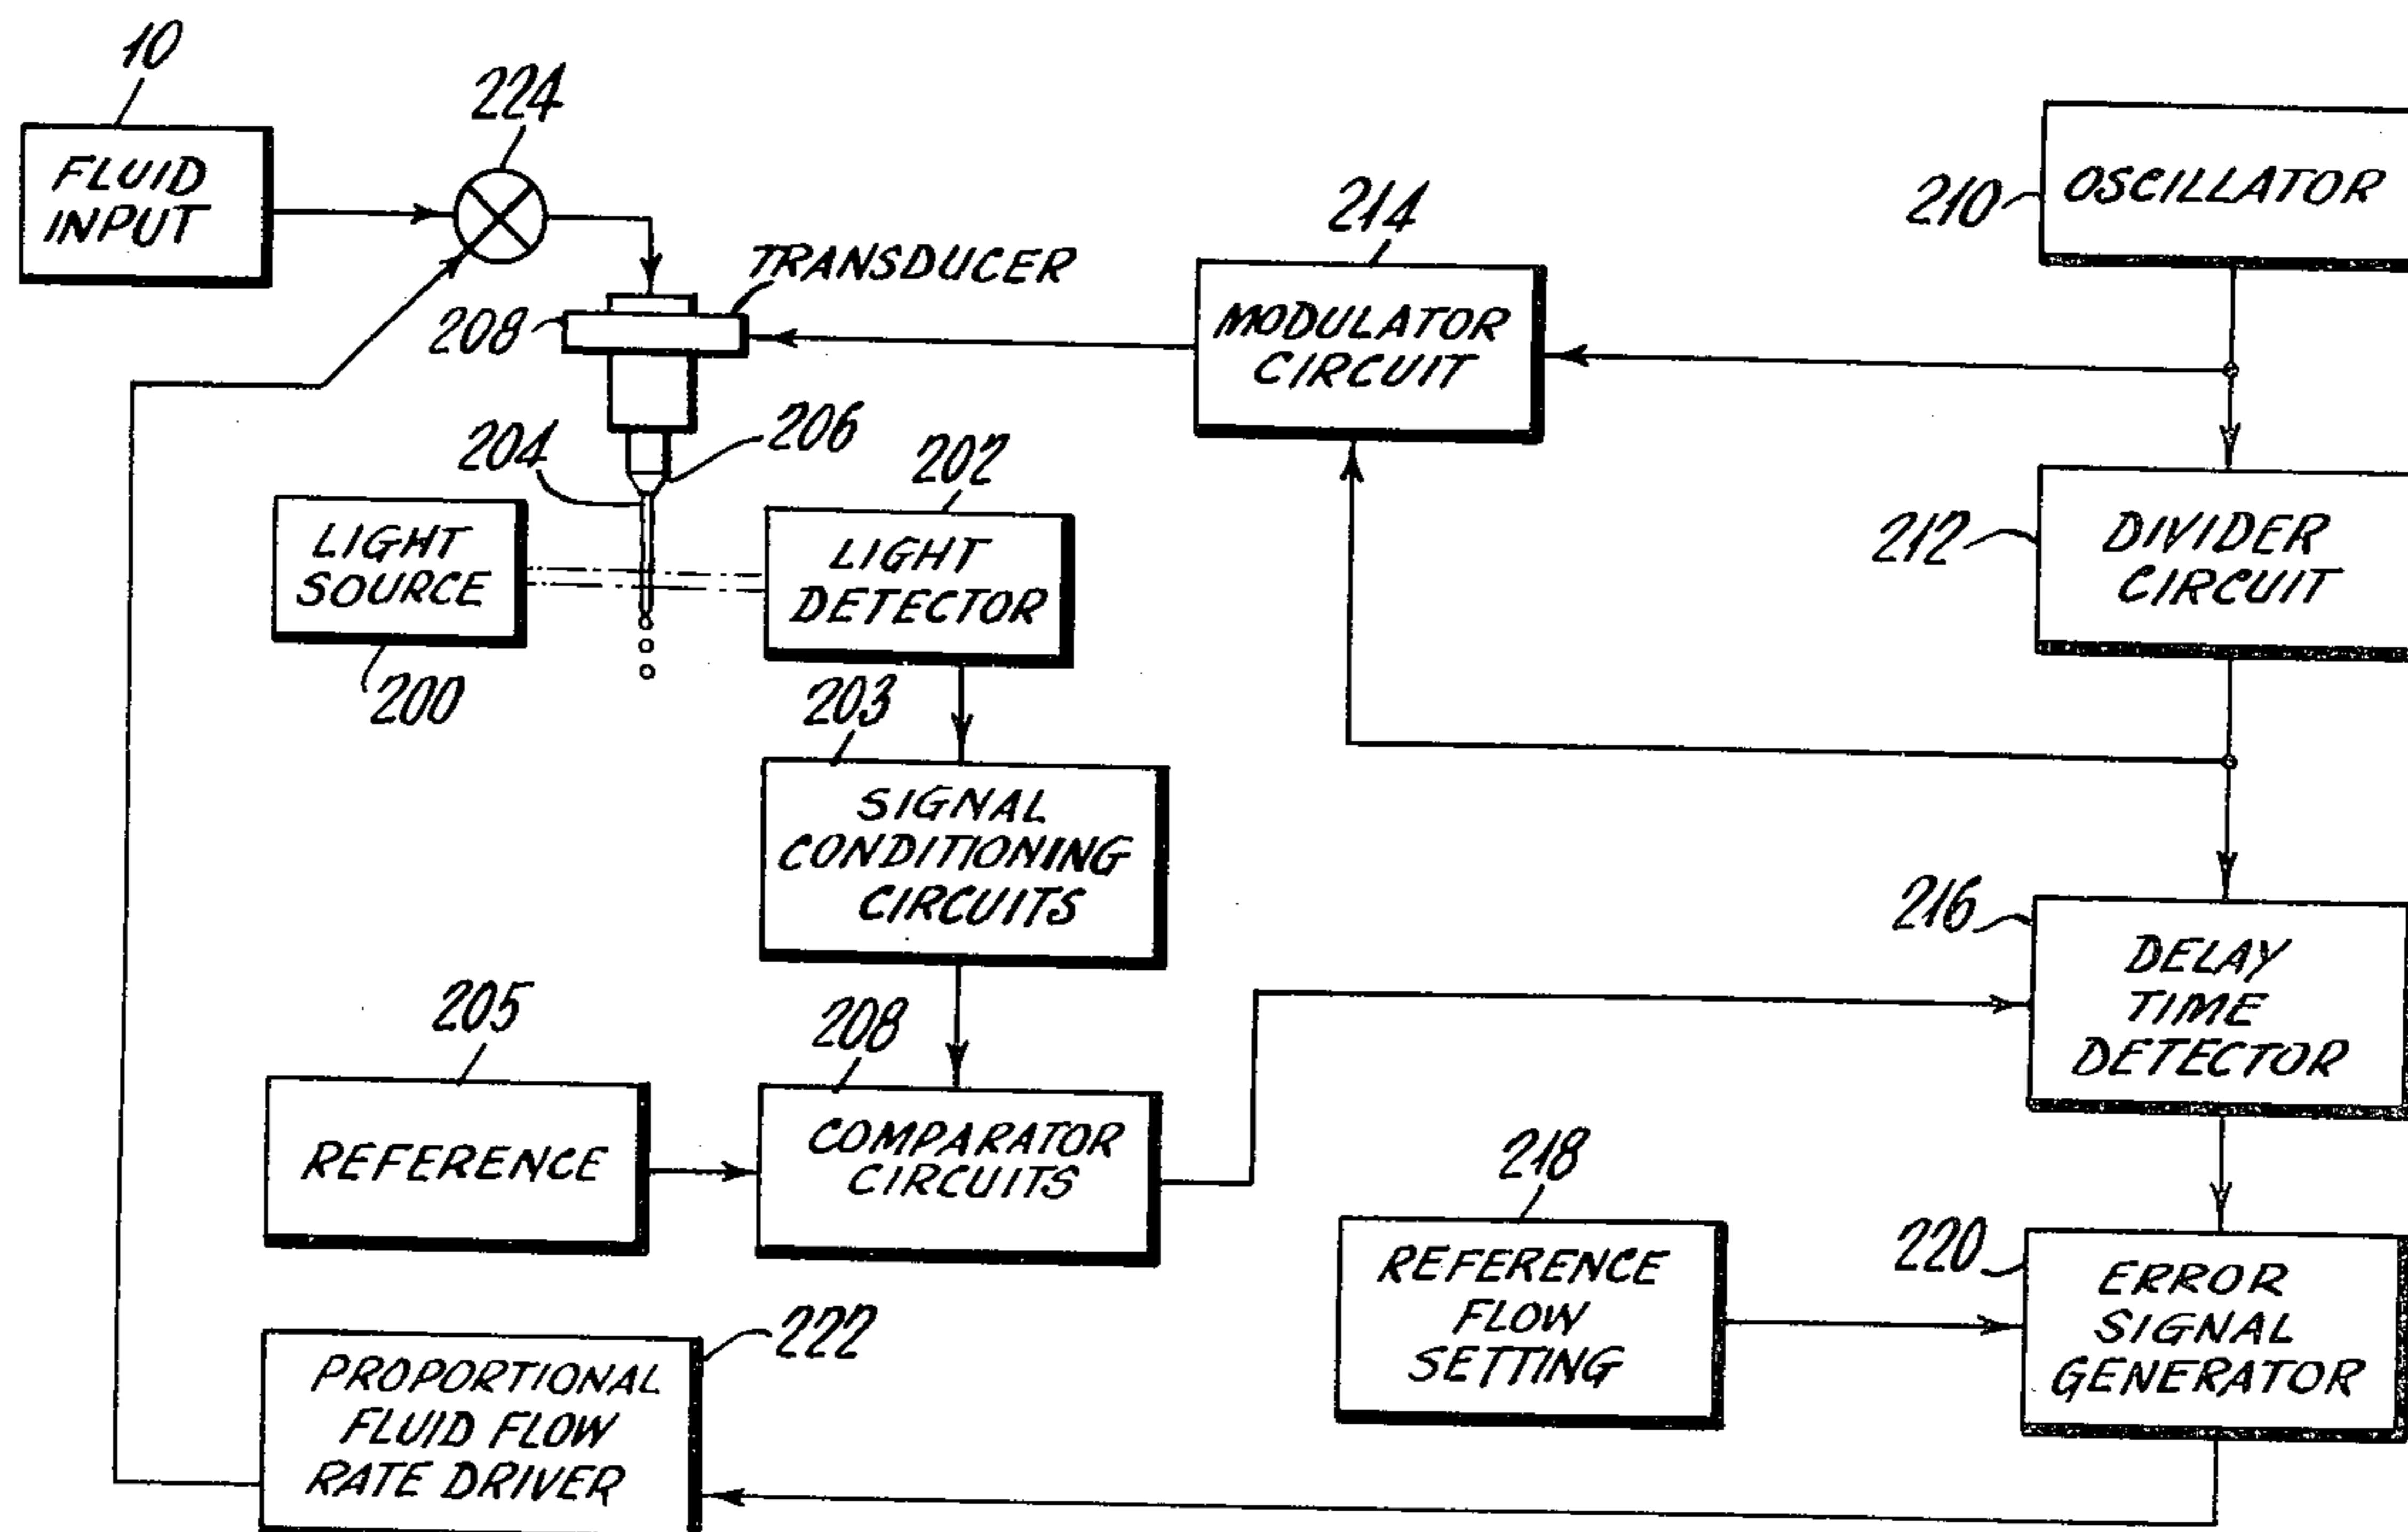 10
224
FLUID
INPUT
OSCILLATOR
210
214
TRANSDUCER
208
MODULATOR
CIRCUIT
204
206
202
LIGHT
SOURCE
200
LIGHT
DETECTOR
212
DIVIDER
CIRCUIT
203
SIGNAL
CONDITIONING
CIRCUITS
216
DELAY
TIME
DETECTOR
205
208
REFERENCE
COMPARATOR
CIRCUITS
218
REFERENCE
FLOW
SETTING
220
ERROR
SIGNAL
GENERATOR
222
PROPORTIONAL
FLUID FLOW
RATE DRIVER